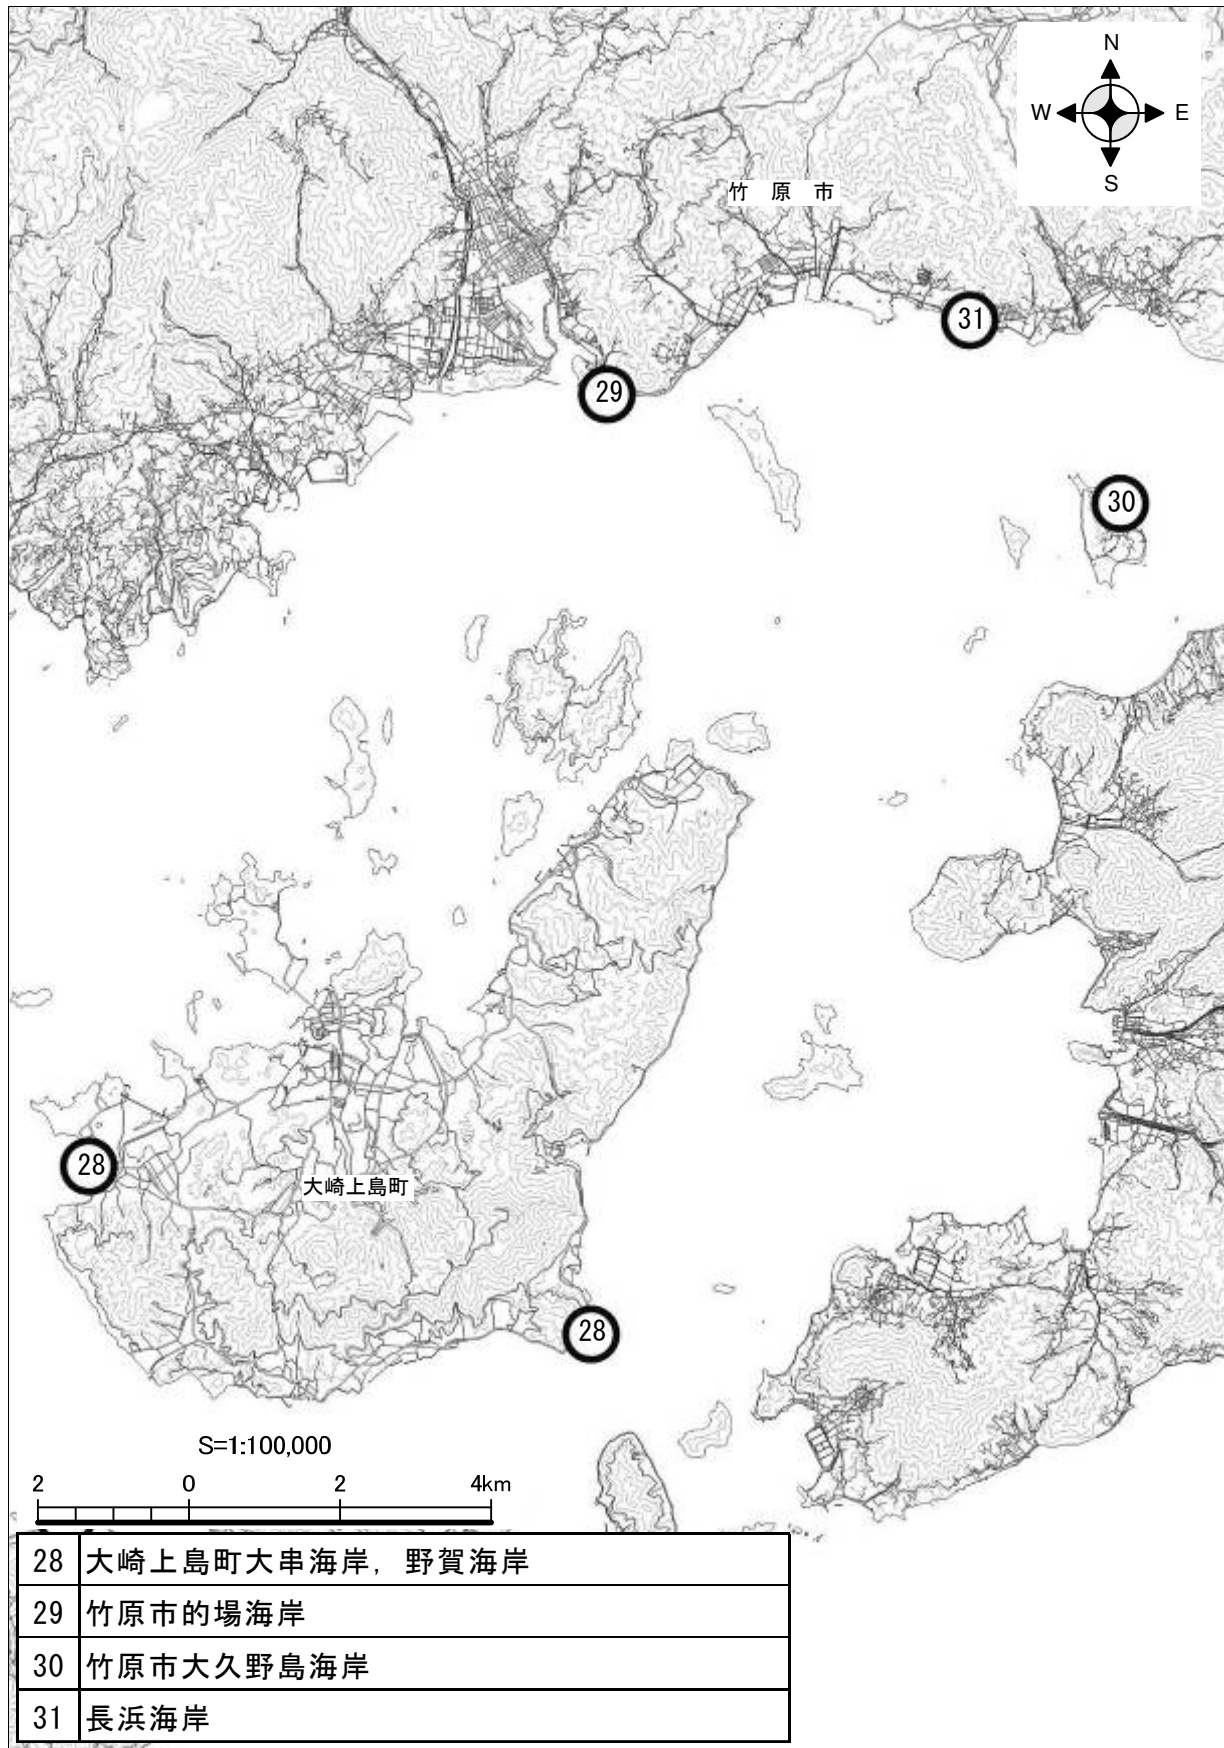 N
W E
S
竹 原 市
31
29
30
28
大崎上島町
28
S=1:100,000
2 0 2 4km
28 大崎上島町大串海岸, 野賀海岸
29 竹原市的場海岸
30 竹原市大久野島海岸
31 長浜海岸